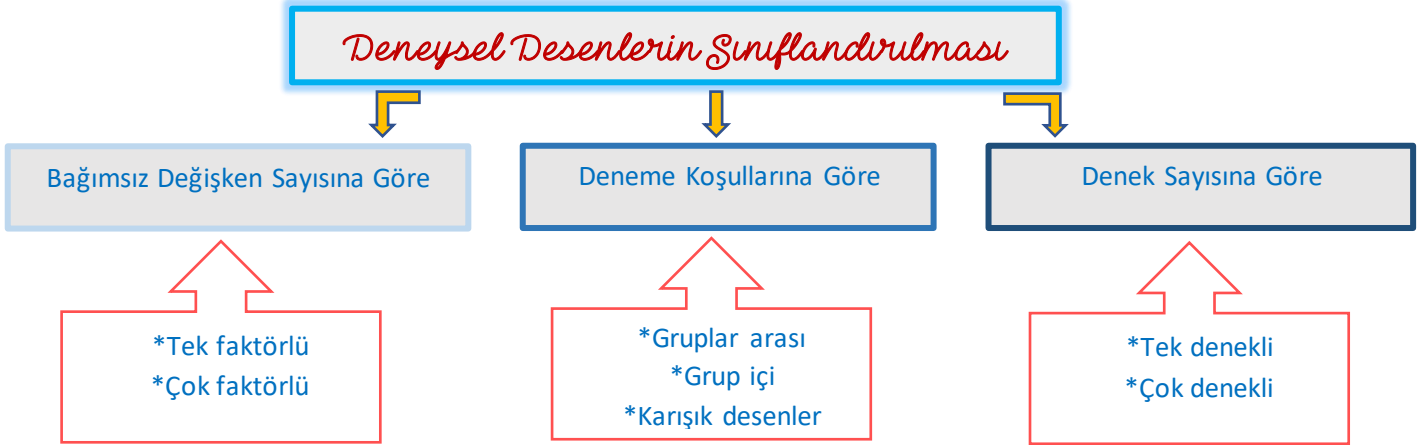 Deneysel Desenlerin Sınıflandırılması
Bağımsız Değişken Sayısına Göre
Deneme Koşullarına Göre
Denek Sayısına Göre
*Tek faktörlü
*Çok faktörlü
*Gruplar arası
*Grup içi
*Karışık desenler
*Tek denekli
*Çok denekli